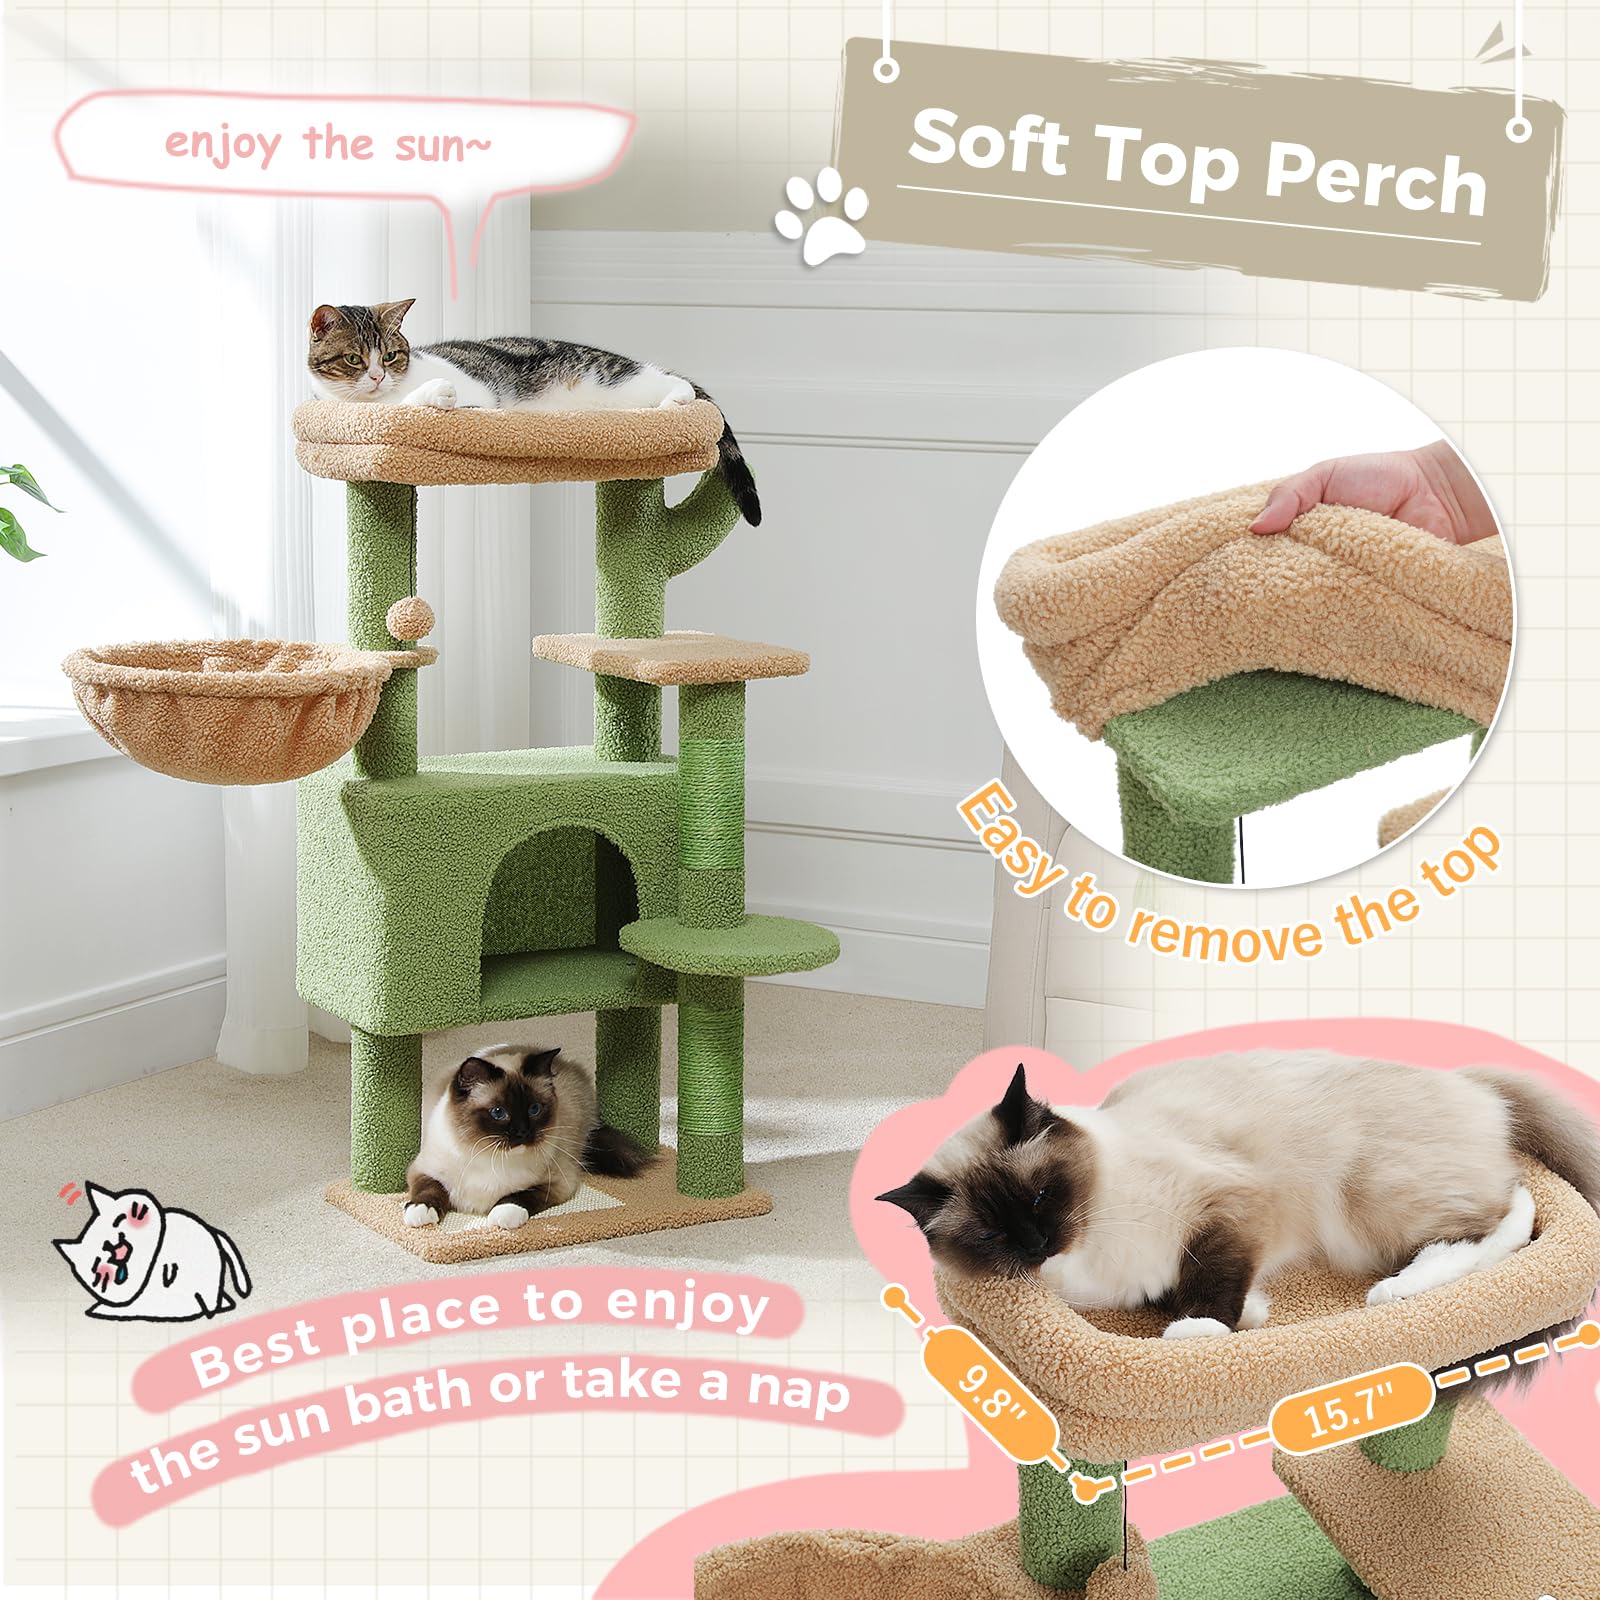 enjoy the sun~
Soft Top Perch
Easy to remove the top
Best place to enjoy
the sun bath or take a nap
9.8"
15.7"